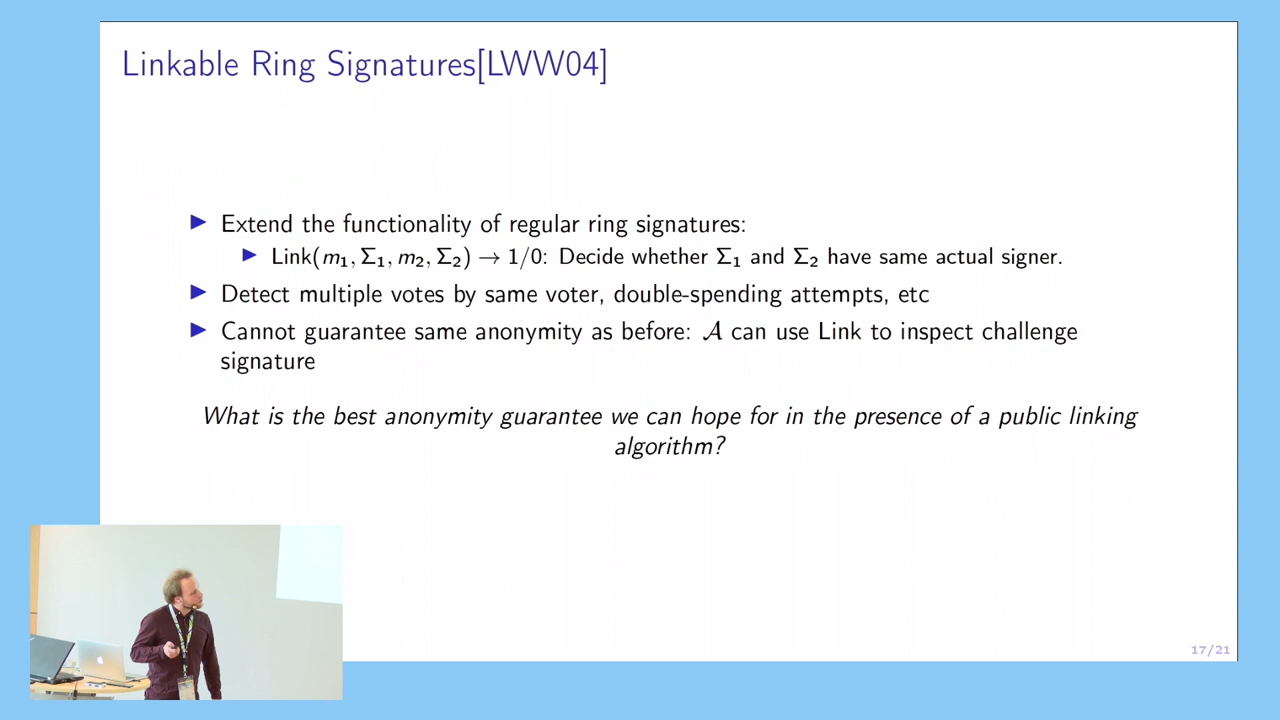 Linkable Ring Signatures[LWW04]
▶ Extend the functionality of regular ring signatures:
▶ Link(m₁, Σ₁, m₂, Σ₂) → 1/0: Decide whether Σ₁ and Σ₂ have same actual signer.
▶ Detect multiple votes by same voter, double-spending attempts, etc
▶ Cannot guarantee same anonymity as before: 𝒜 can use Link to inspect challenge
signature
What is the best anonymity guarantee we can hope for in the presence of a public linking
algorithm?
17/21